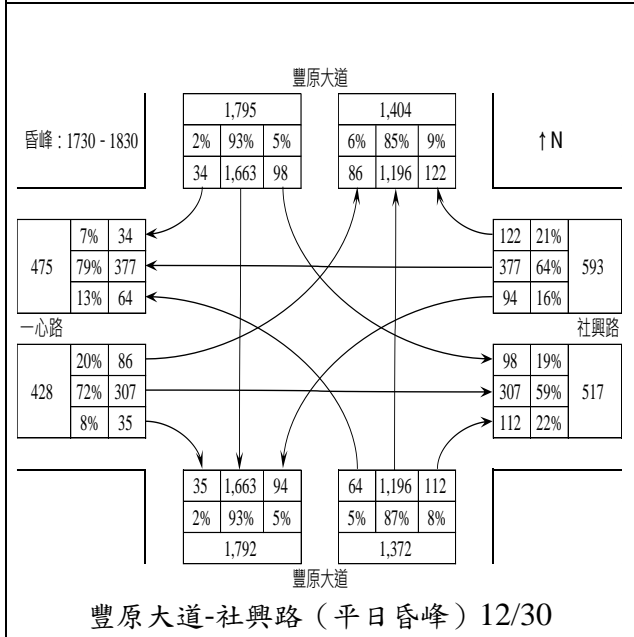 豐原大道
1,795 1,404
昏峰：1730 - 1830 2% 93% 5% 6% 85% 9% ↑N
34 1,663 98 86 1,196 122
7% 34 122 21%
475 79% 377 377 64% 593
13% 64 94 16%
一心路 社興路
20% 86 98 19%
428 72% 307 307 59% 517
8% 35 112 22%
35 1,663 94 64 1,196 112
2% 93% 5% 5% 87% 8%
1,792 1,372
豐原大道
豐原大道-社興路（平日昏峰）12/30